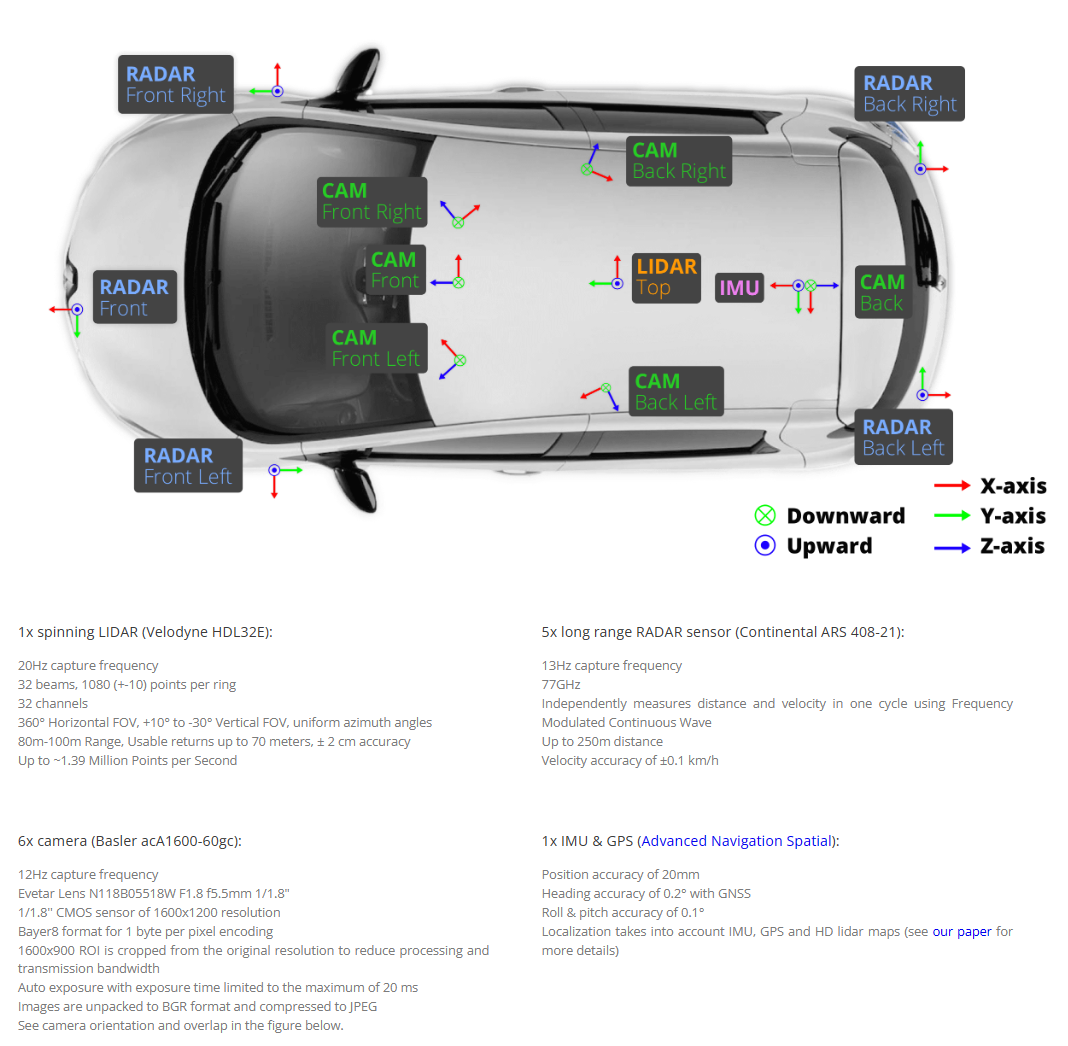 RADAR
Front Right
RADAR
Back Right
CAM
Back Right
CAM
Front Right
CAM
Front
LIDAR
Top
IMU
CAM
Back
RADAR
Front
CAM
Front Left
CAM
Back Left
RADAR
Back Left
RADAR
Front Left
X-axis
Downward
Y-axis
Upward
Z-axis
1x spinning LIDAR (Velodyne HDL32E):
20Hz capture frequency
32 beams, 1080 (+-10) points per ring
32 channels
360° Horizontal FOV, +10° to -30° Vertical FOV, uniform azimuth angles
80m-100m Range, Usable returns up to 70 meters, ± 2 cm accuracy
Up to ~1.39 Million Points per Second
5x long range RADAR sensor (Continental ARS 408-21):
13Hz capture frequency
77GHz
Independently measures distance and velocity in one cycle using Frequency
Modulated Continuous Wave
Up to 250m distance
Velocity accuracy of ±0.1 km/h
6x camera (Basler acA1600-60gc):
12Hz capture frequency
Evetar Lens N118B05518W F1.8 f5.5mm 1/1.8"
1/1.8" CMOS sensor of 1600x1200 resolution
Bayer8 format for 1 byte per pixel encoding
1600x900 ROI is cropped from the original resolution to reduce processing and
transmission bandwidth
Auto exposure with exposure time limited to the maximum of 20 ms
Images are unpacked to BGR format and compressed to JPEG
See camera orientation and overlap in the figure below.
1x IMU & GPS (Advanced Navigation Spatial):
Position accuracy of 20mm
Heading accuracy of 0.2° with GNSS
Roll & pitch accuracy of 0.1°
Localization takes into account IMU, GPS and HD lidar maps (see our paper for
more details)